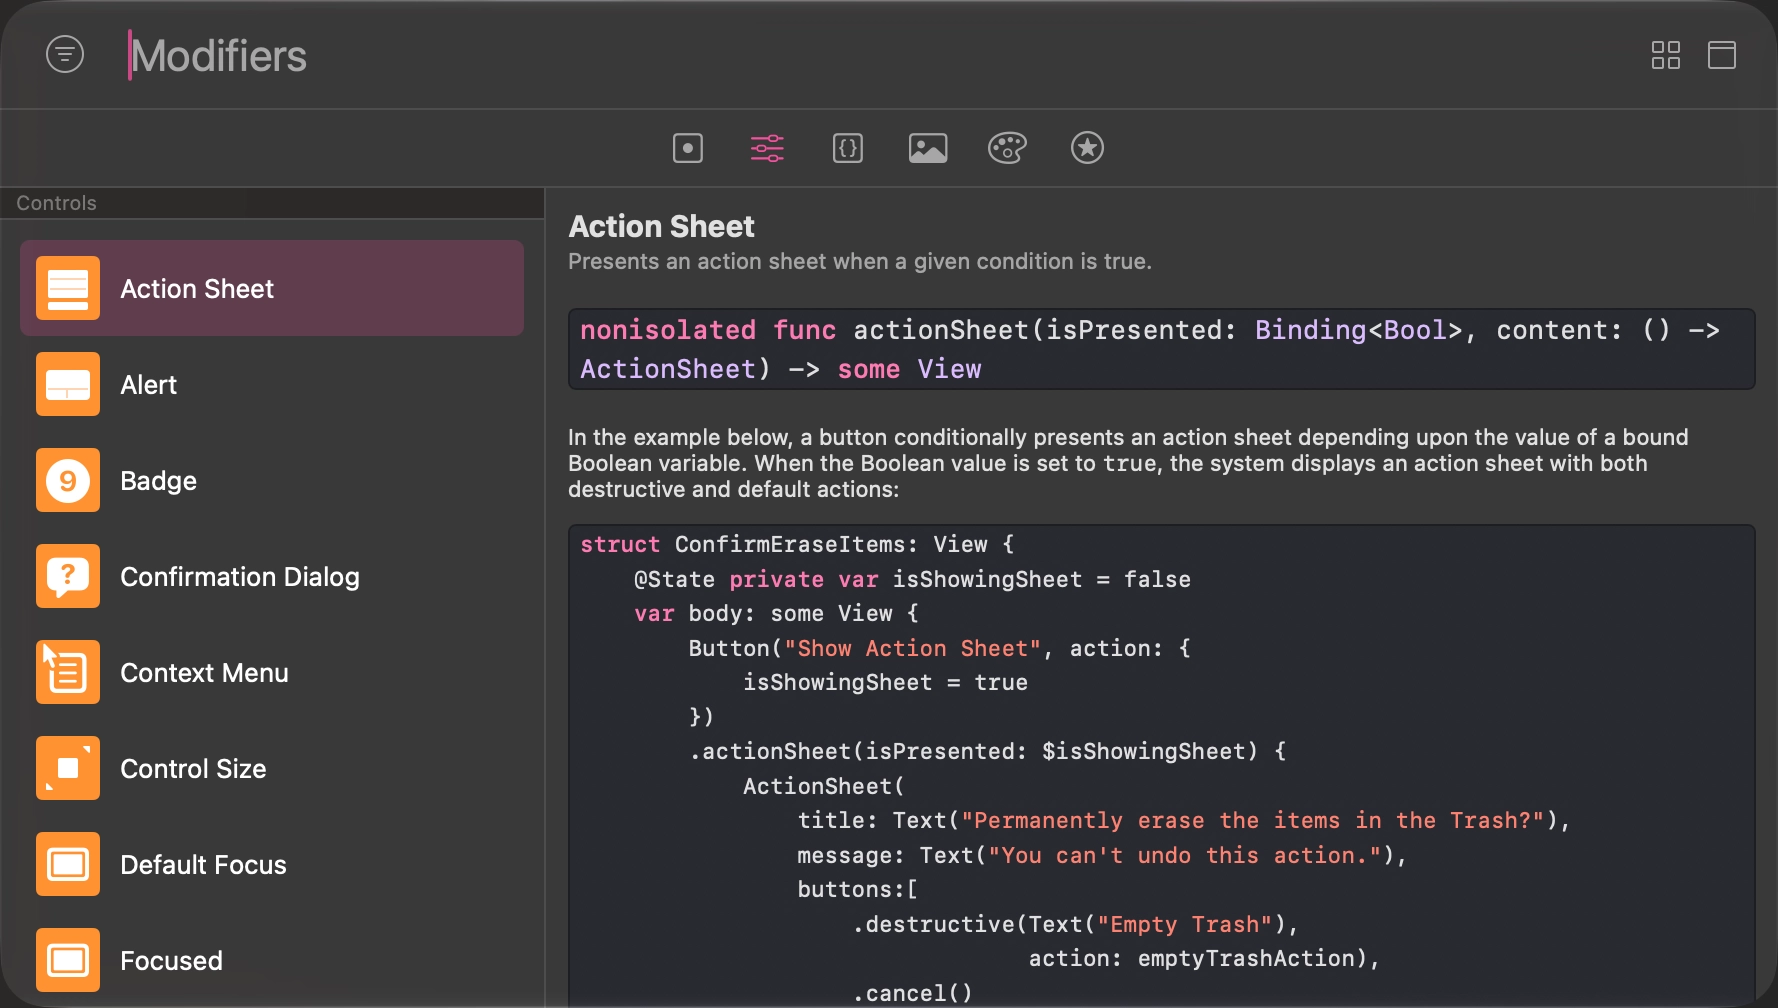 Modifiers
Controls
Action Sheet
Alert
9
Badge
?
Confirmation Dialog
Context Menu
Control Size
Default Focus
Focused
Action Sheet
Presents an action sheet when a given condition is true.
nonisolated func actionSheet(isPresented: Binding<Bool>, content: () ->
ActionSheet) -> some View
In the example below, a button conditionally presents an action sheet depending upon the value of a bound
Boolean variable. When the Boolean value is set to true, the system displays an action sheet with both
destructive and default actions:
struct ConfirmEraseItems: View {
    @State private var isShowingSheet = false
    var body: some View {
        Button("Show Action Sheet", action: {
            isShowingSheet = true
        })
        .actionSheet(isPresented: $isShowingSheet) {
            ActionSheet(
                title: Text("Permanently erase the items in the Trash?"),
                message: Text("You can't undo this action."),
                buttons:[
                    .destructive(Text("Empty Trash"),
                                 action: emptyTrashAction),
                    .cancel()